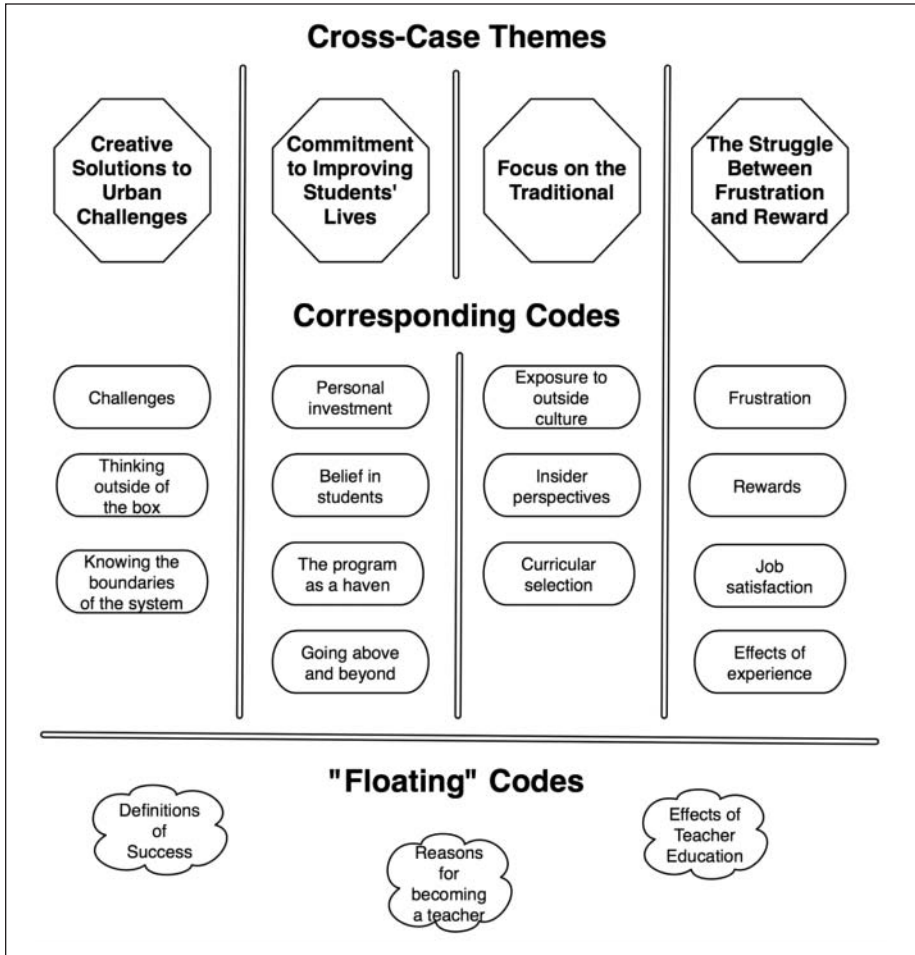 Cross-Case Themes
Creative
Solutions to
Urban
Challenges
Commitment
to Improving
Students'
Lives
Focus on the
Traditional
The Struggle
Between
Frustration
and Reward
Corresponding Codes
Challenges
Thinking
outside of
the box
Knowing the
boundaries
of the system
Personal
investment
Belief in
students
The program
as a haven
Going above
and beyond
Exposure to
outside
culture
Insider
perspectives
Curricular
selection
Frustration
Rewards
Job
satisfaction
Effects of
experience
"Floating" Codes
Definitions
of
Success
Reasons
for
becoming
a teacher
Effects of
Teacher
Education